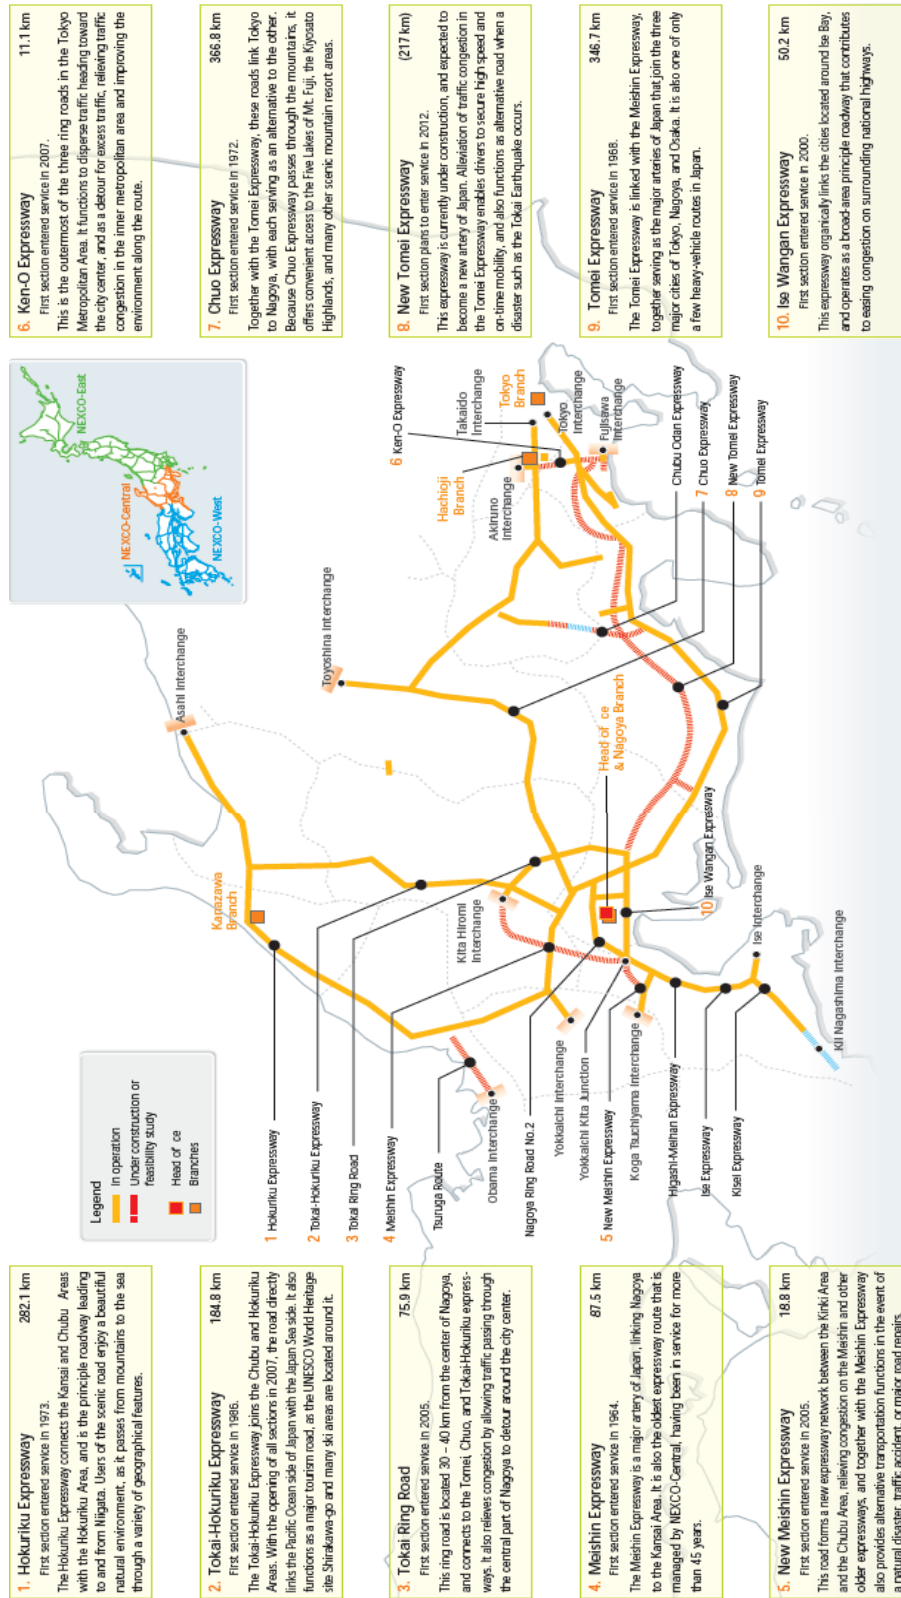 1. Hokuriku Expressway 282.1 km
First section entered service in 1973.
The Hokuriku Expressway connects the Kansai and Chubu Areas
with the Hokuriku Area, and is the principle roadway leading
to and from Niigata. Users of the scenic road enjoy a beautiful
natural environment, as it passes from mountains to the sea
through a variety of geographical features.
2. Tokai-Hokuriku Expressway 184.8 km
First section entered service in 1986.
The Tokai-Hokuriku Expressway joins the Chubu and Hokuriku
Areas. With the opening of all sections in 2007, the road directly
links the Pacific Ocean side of Japan with the Japan Sea side. It also
functions as a major tourism road, as the UNESCO World Heritage
site Shirakawa-go and many ski areas are located around it.
3. Tokai Ring Road 75.9 km
First section entered service in 2005.
This ring road is located 30 – 40 km from the center of Nagoya,
and connects to the Tomei, Chuo, and Tokai-Hokuriku express-
ways. It also relieves congestion by allowing traffic passing through
the central part of Nagoya to detour around the city center.
4. Meishin Expressway 87.5 km
First section entered service in 1964.
The Meishin Expressway is a major artery of Japan, linking Nagoya
to the Kansai Area. It is also the oldest expressway route that is
managed by NEXCO-Central, having been in service for more
than 45 years.
5. New Meishin Expressway 18.8 km
First section entered service in 2005.
This road forms a new expressway network between the Kinki Area
and the Chubu Area, relieving congestion on the Meishin and other
older expressways, and together with the Meishin Expressway
also provides alternative transportation functions in the event of
a natural disaster, traffic accident, or major road repairs.
Legend
In operation
Under construction or
feasibility study
Head of ce
Branches
1 Hokuriku Expressway
2 Tokai-Hokuriku Expressway
3 Tokai Ring Road
4 Meishin Expressway
Tsuruga Route
Obama Interchange
Nagoya Ring Road No.2
Yokkaichi Interchange
Yokkaichi Kita Junction
5 New Meishin Expressway
Koga Tsuchiyama Interchange
Higashi-Meihan Expressway
Ise Expressway
Kisei Expressway
Kanazawa
Branch
Asahi Interchange
Kita Hiromi
Interchange
Toyoshina Interchange
Head of ce
& Nagoya Branch
10 Ise Wangan Expressway
Ise Interchange
Kii Nagashima Interchange
NEXCO-Central
NEXCO-East
NEXCO-West
6 Ken-O Expressway
Hachioji
Branch
Akiruno
Interchange
Takaido
Interchange
Tokyo
Branch
Tokyo
Interchange
Fujisawa
Interchange
Chubu Odan Expressway
7 Chuo Expressway
8 New Tomei Expressway
9 Tomei Expressway
6. Ken-O Expressway 11.1 km
First section entered service in 2007.
This is the outermost of the three ring roads in the Tokyo
Metropolitan Area. It functions to disperse traffic heading toward
the city center, and as a detour for excess traffic, relieving traffic
congestion in the inner metropolitan area and improving the
environment along the route.
7. Chuo Expressway 366.8 km
First section entered service in 1972.
Together with the Tomei Expressway, these roads link Tokyo
to Nagoya, with each serving as an alternative to the other.
Because Chuo Expressway passes through the mountains, it
offers convenient access to the Five Lakes of Mt. Fuji, the Kiyosato
Highlands, and many other scenic mountain resort areas.
8. New Tomei Expressway (217 km)
First section plans to enter service in 2012.
This expressway is currently under construction, and expected to
become a new artery of Japan. Alleviation of traffic congestion in
the Tomei Expressway enables drivers to secure high speed and
on-time mobility, and also functions as alternative road when a
disaster such as the Tokai Earthquake occurs.
9. Tomei Expressway 346.7 km
First section entered service in 1968.
The Tomei Expressway is linked with the Meishin Expressway,
together serving as the major arteries of Japan that join the three
major cities of Tokyo, Nagoya, and Osaka. It is also one of only
a few heavy-vehicle routes in Japan.
10. Ise Wangan Expressway 50.2 km
First section entered service in 2000.
This expressway organically links the cities located around Ise Bay,
and operates as a broad-area principle roadway that contributes
to easing congestion on surrounding national highways.